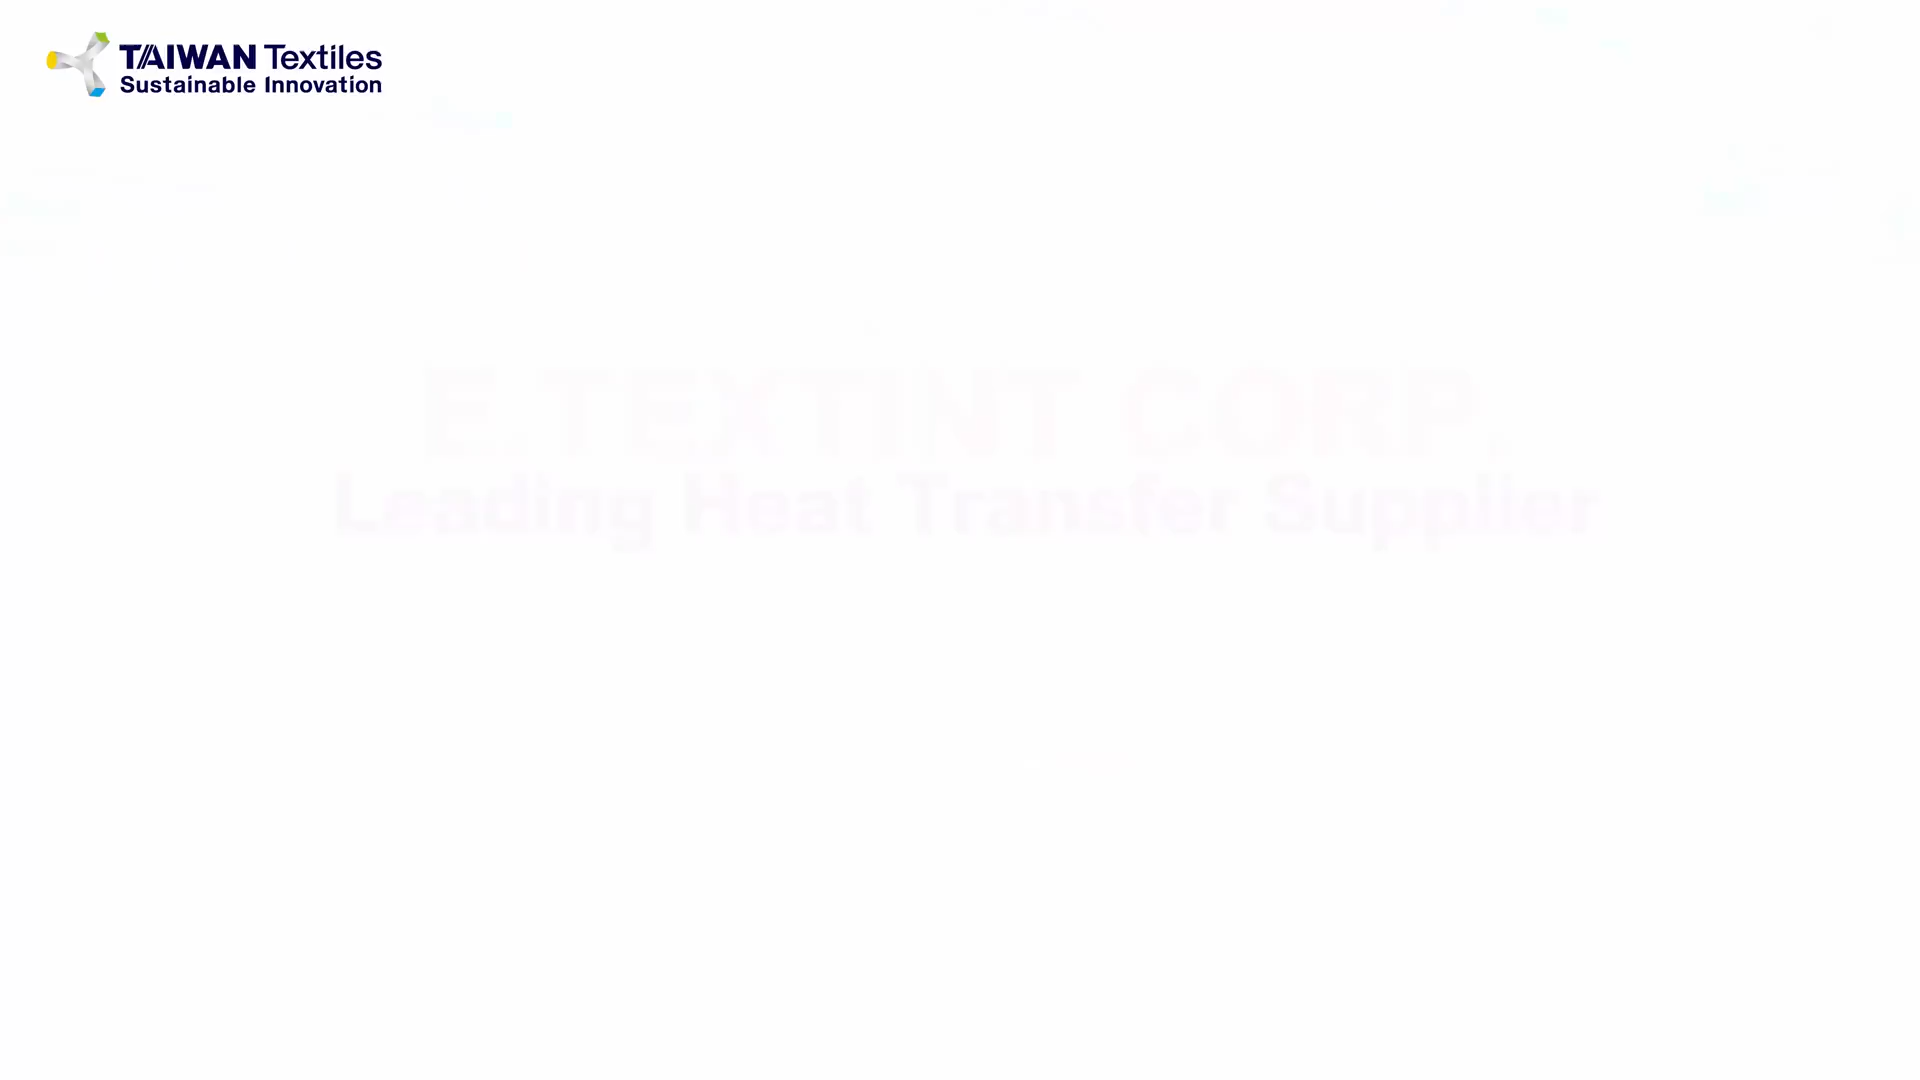 TAIWAN Textiles
Sustainable Innovation
E.TEXTINT CORP.
Leading Heat Transfer Supplier